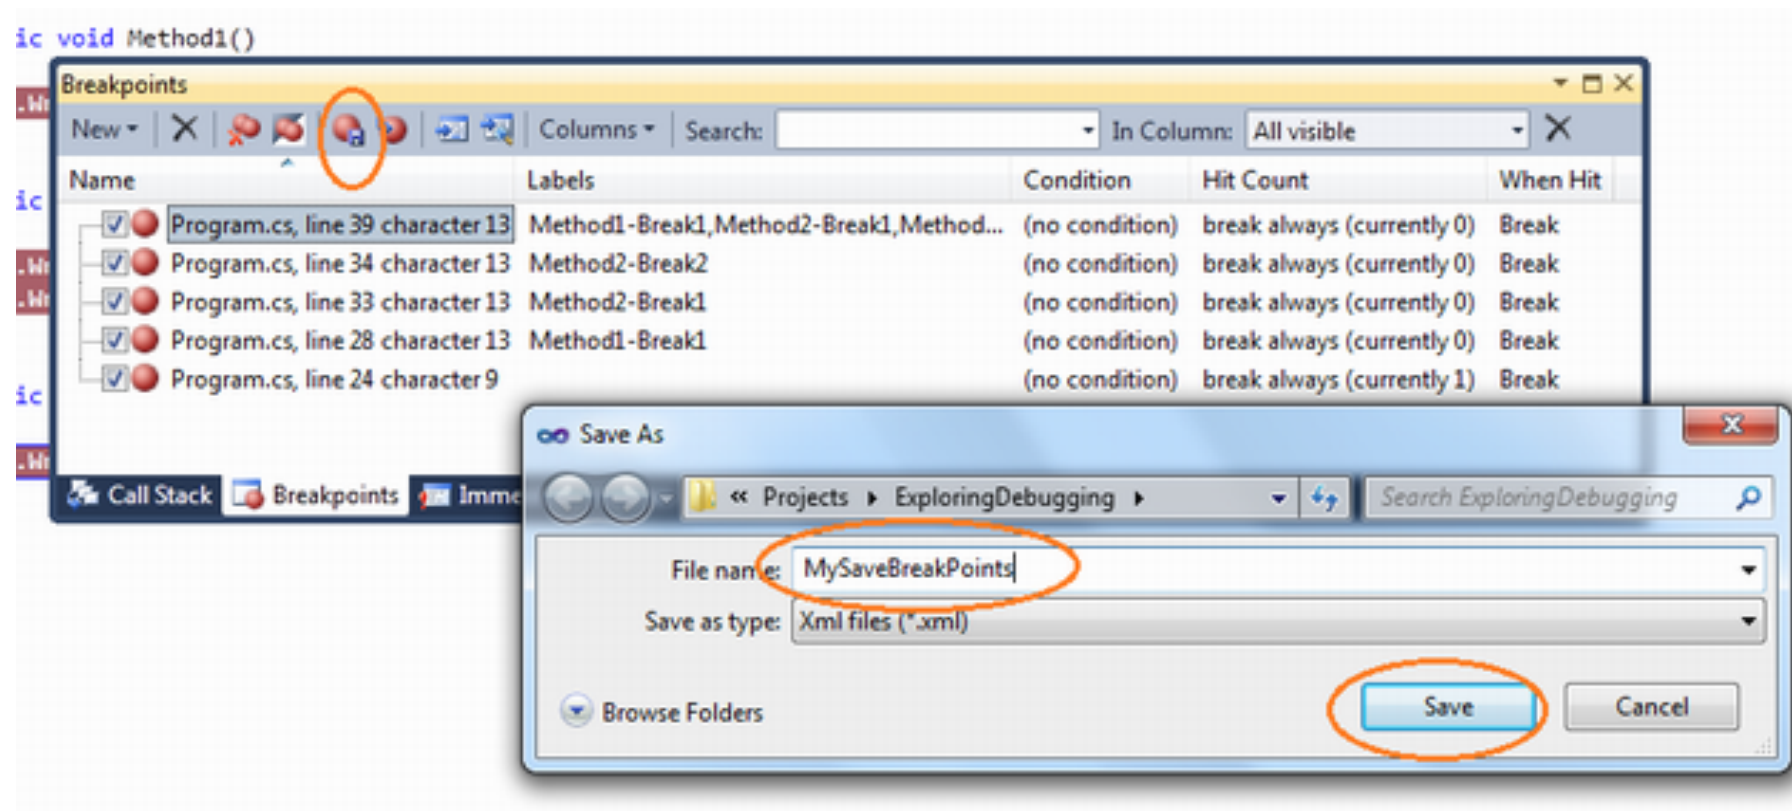 ic void Method1()
Breakpoints
New
Columns
Search:
In Column: All visible
Name Labels Condition Hit Count When Hit
Program.cs, line 39 character 13 Method1-Break1,Method2-Break1,Method... (no condition) break always (currently 0) Break
Program.cs, line 34 character 13 Method2-Break2 (no condition) break always (currently 0) Break
Program.cs, line 33 character 13 Method2-Break1 (no condition) break always (currently 0) Break
Program.cs, line 28 character 13 Method1-Break1 (no condition) break always (currently 0) Break
Program.cs, line 24 character 9 (no condition) break always (currently 1) Break
ic
ic
Call Stack Breakpoints Imme
Save As
« Projects ExploringDebugging
Search ExploringDebugging
File name: MySaveBreakPoints
Save as type: Xml files (*.xml)
Browse Folders
Save
Cancel